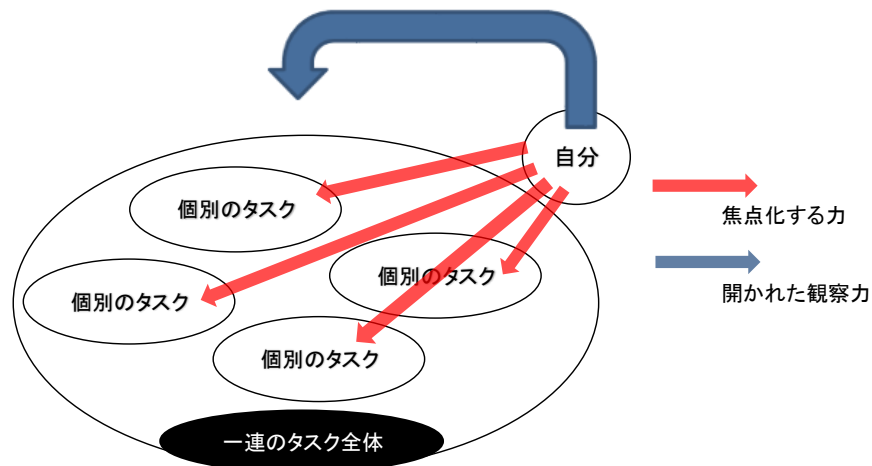 自分
個別のタスク
焦点化する力
個別のタスク
個別のタスク
開かれた観察力
個別のタスク
一連のタスク全体